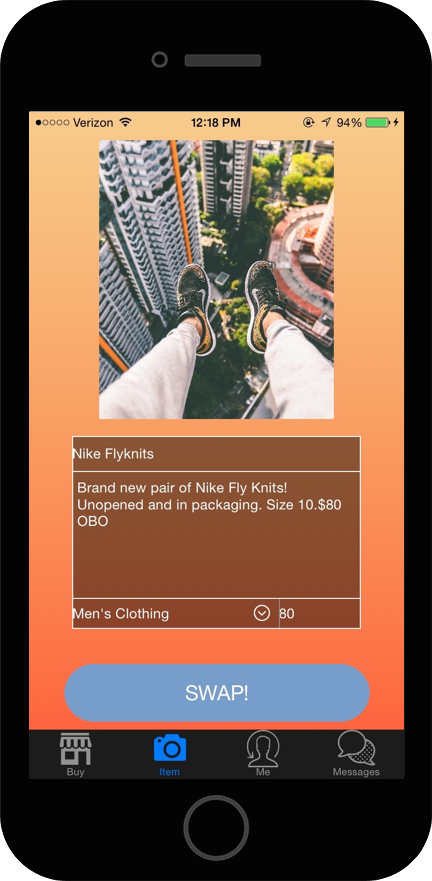 Verizon 12:18 PM 94%
Nike Flyknits
Brand new pair of Nike Fly Knits!
Unopened and in packaging. Size 10.$80
OBO
Men's Clothing 80
SWAP!
Buy Item Me Messages